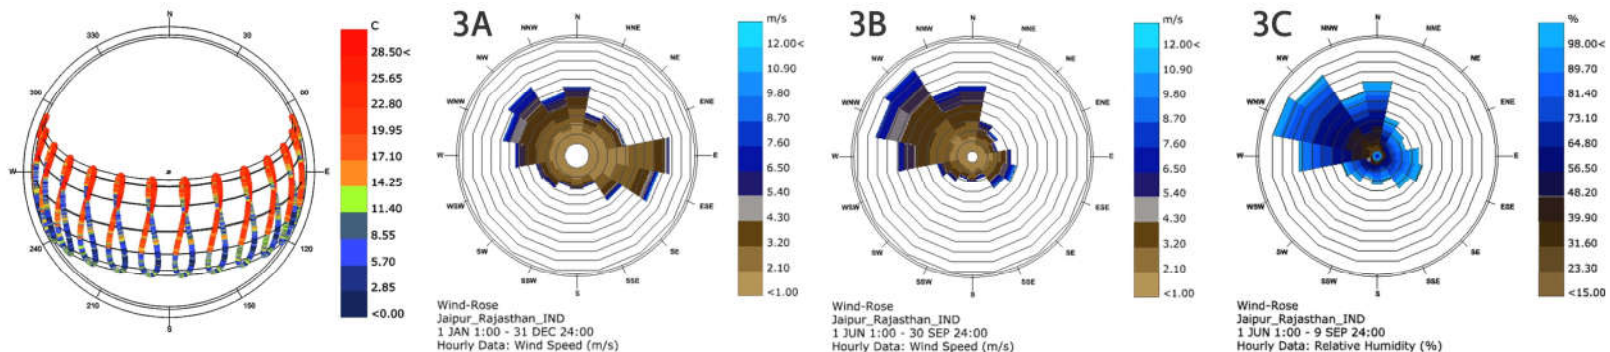 N
30
60
E
120
150
S
210
240
W
300
330
C
28.50<
25.65
22.80
19.95
17.10
14.25
11.40
8.55
5.70
2.85
<0.00
3A
N
NNE
NE
ENE
E
ESE
SE
SSE
S
SSW
SW
WSW
W
WNW
NW
NNW
m/s
12.00<
10.90
9.80
8.70
7.60
6.50
5.40
4.30
3.20
2.10
<1.00
Wind-Rose
Jaipur_Rajasthan_IND
1 JAN 1:00 - 31 DEC 24:00
Hourly Data: Wind Speed (m/s)
3B
N
NNE
NE
ENE
E
ESE
SE
SSE
S
SSW
SW
WSW
W
WNW
NW
NNW
m/s
12.00<
10.90
9.80
8.70
7.60
6.50
5.40
4.30
3.20
2.10
<1.00
Wind-Rose
Jaipur_Rajasthan_IND
1 JUN 1:00 - 30 SEP 24:00
Hourly Data: Wind Speed (m/s)
3C
N
NNE
NE
ENE
E
ESE
SE
SSE
S
SSW
SW
WSW
W
WNW
NW
NNW
%
98.00<
89.70
81.40
73.10
64.80
56.50
48.20
39.90
31.60
23.30
<15.00
Wind-Rose
Jaipur_Rajasthan_IND
1 JUN 1:00 - 9 SEP 24:00
Hourly Data: Relative Humidity (%)